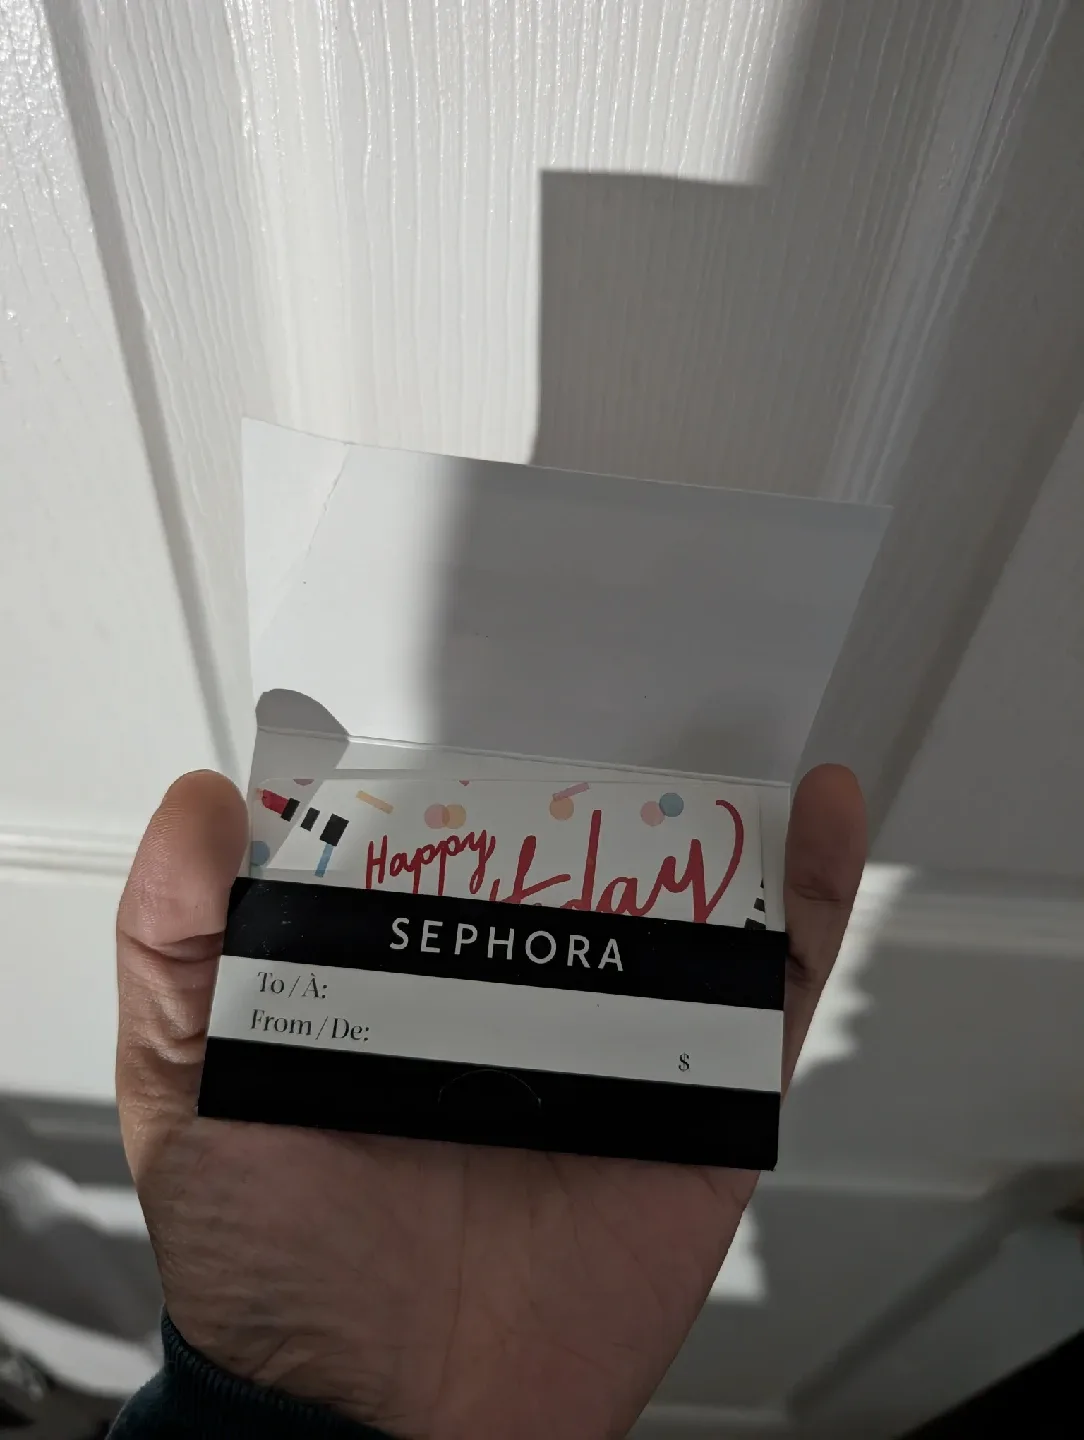 Happy
SEPHORA
To / À:
From / De:
$